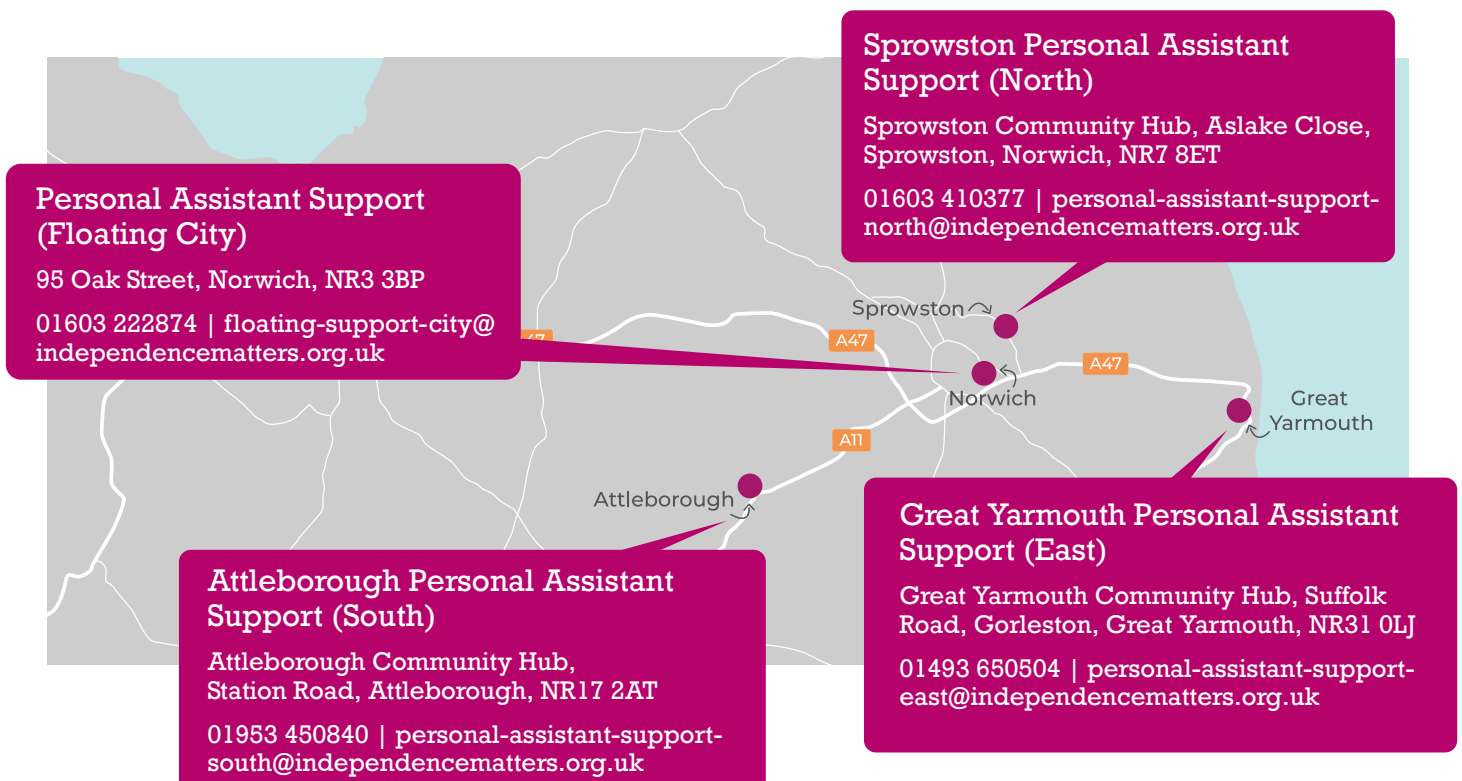 Sprowston Personal Assistant
Support (North)
Sprowston Community Hub, Aslake Close,
Sprowston, Norwich, NR7 8ET
01603 410377 | personal-assistant-support-
north@independencematters.org.uk
Personal Assistant Support
(Floating City)
95 Oak Street, Norwich, NR3 3BP
01603 222874 | floating-support-city@
independencematters.org.uk
Sprowston
A47
A47
Norwich
Great
Yarmouth
A11
Attleborough
Great Yarmouth Personal Assistant
Support (East)
Great Yarmouth Community Hub, Suffolk
Road, Gorleston, Great Yarmouth, NR31 0LJ
01493 650504 | personal-assistant-support-
east@independencematters.org.uk
Attleborough Personal Assistant
Support (South)
Attleborough Community Hub,
Station Road, Attleborough, NR17 2AT
01953 450840 | personal-assistant-support-
south@independencematters.org.uk